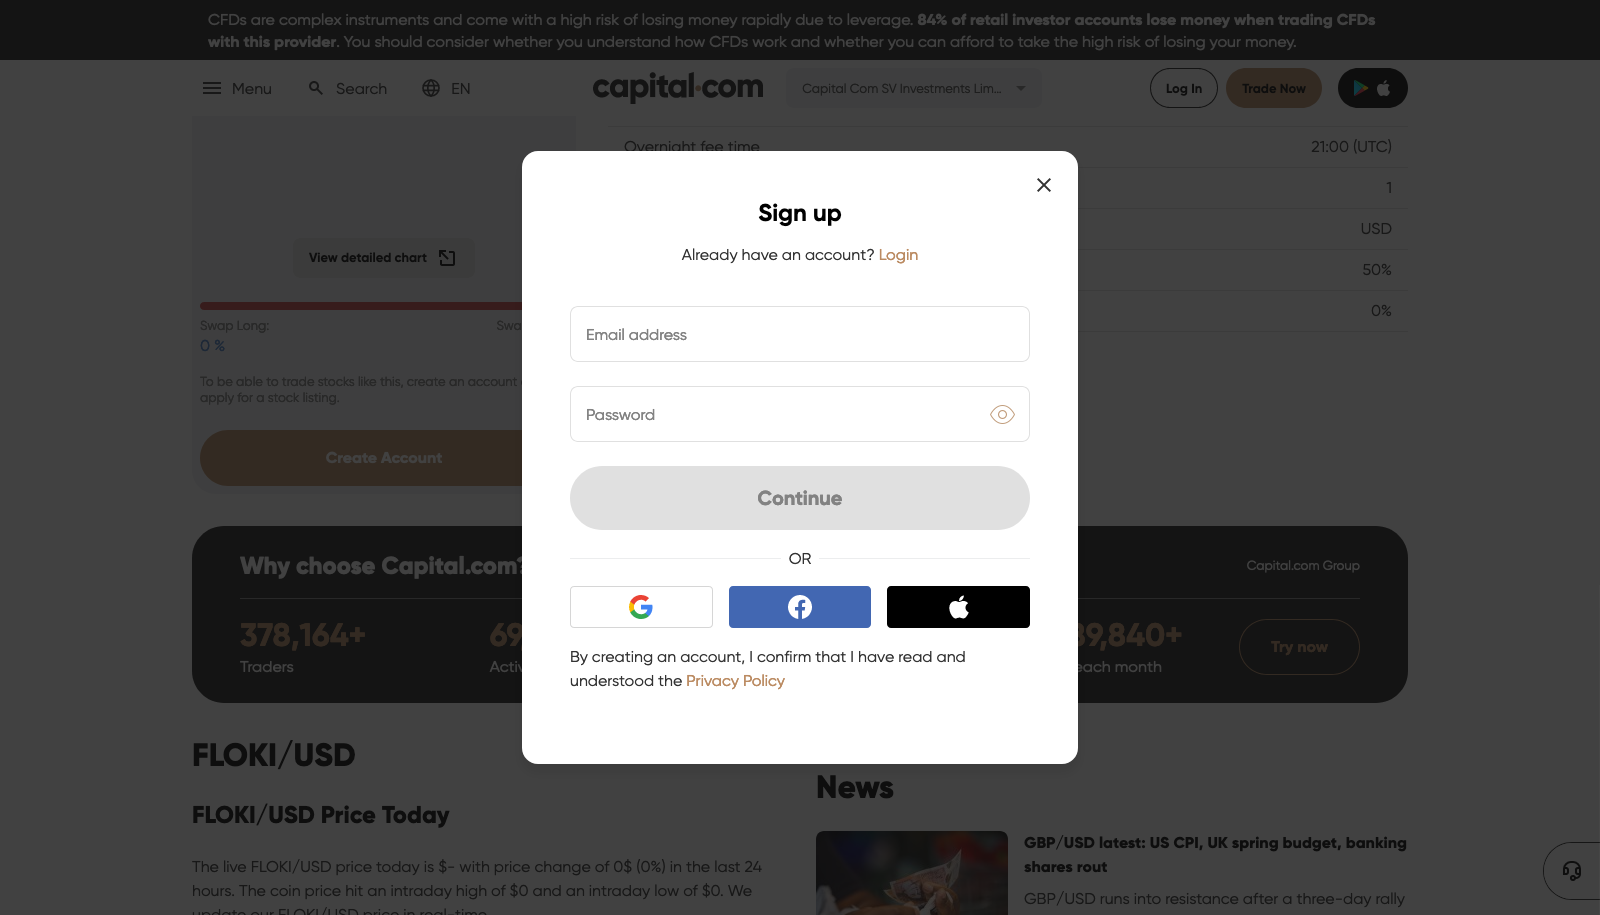 CFDs are complex instruments and come with a high risk of losing money rapidly due to leverage. 84% of retail investor accounts lose money when trading CFDs
with this provider. You should consider whether you understand how CFDs work and whether you can afford to take the high risk of losing your money.
Menu
Search
EN
capital.com
Capital Com SV Investments Lim...
Log In
Trade Now
Overnight fee time
21:00 (UTC)
1
USD
50%
0%
View detailed chart
Swap Long:
0 %
To be able to trade stocks like this, create an account
apply for a stock listing.
Create Account
Sign up
Already have an account? Login
Email address
Password
Continue
OR
By creating an account, I confirm that I have read and
understood the Privacy Policy
Why choose Capital.com?
Capital.com Group
378,164+
Traders
each month
Try now
FLOKI/USD
FLOKI/USD Price Today
The live FLOKI/USD price today is $- with price change of 0$ (0%) in the last 24
hours. The coin price hit an intraday high of $0 and an intraday low of $0. We
update our FLOKI/USD price in real-time.
News
GBP/USD latest: US CPI, UK spring budget, banking
shares rout
GBP/USD runs into resistance after a three-day rally